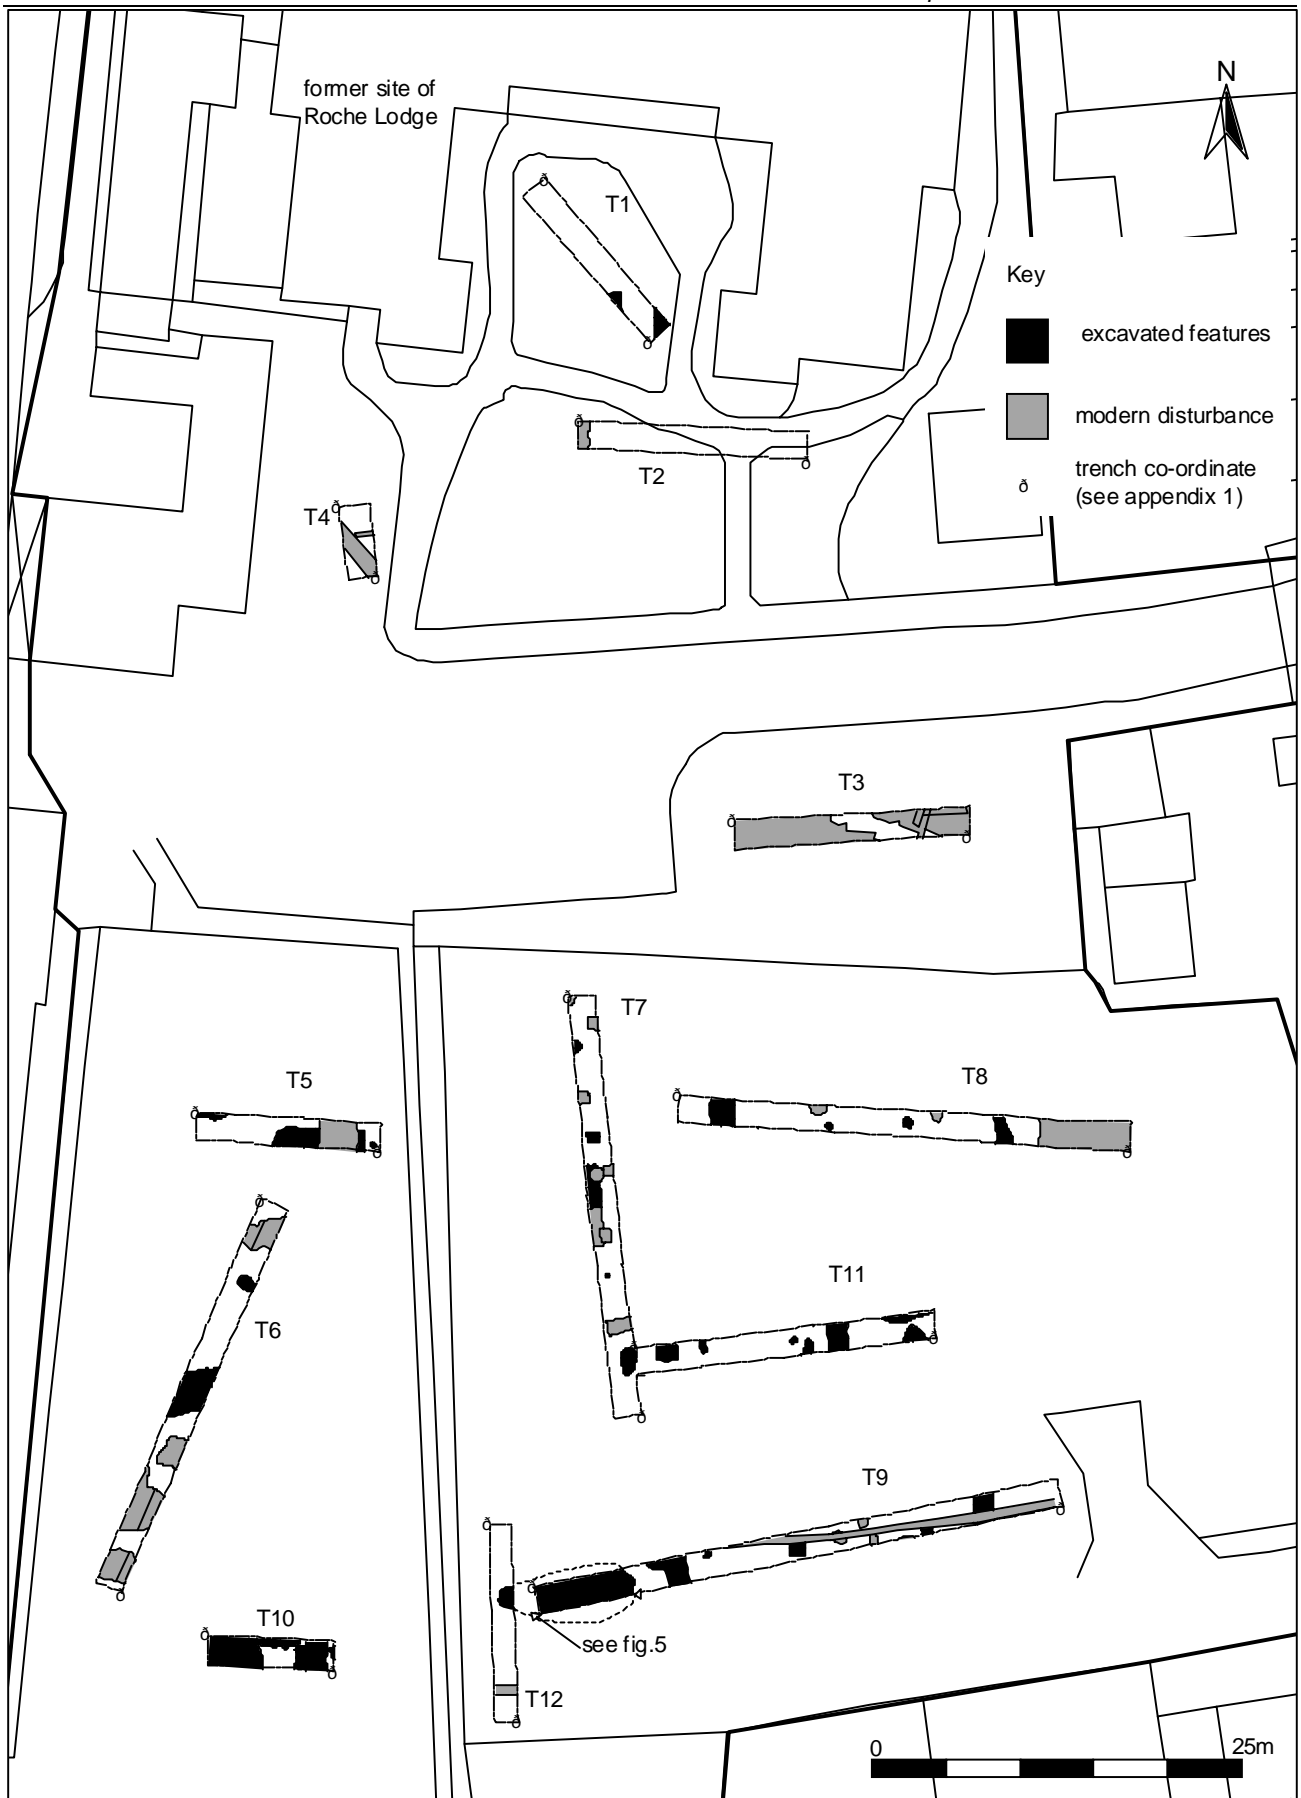 former site of
Roche Lodge
N
T1
Key
excavated features
modern disturbance
trench co-ordinate
(see appendix 1)
ð
T2
T4
T3
T7
T5
T8
T11
T6
T9
T10
see fig.5
T12
0
25m